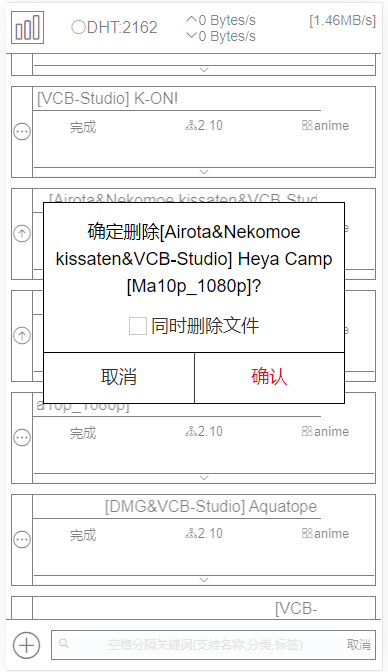 DHT:2162
0 Bytes/s
[1.46MB/s]
0 Bytes/s
[VCB-Studio] K-ON!
完成
2.10
anime
[Airota&Nekomoe kissaten&VCB-Stud
确定删除[Airota&Nekomoe
kissaten&VCB-Studio] Heya Camp
[Ma10p_1080p]?
同时删除文件
取消
确认
a10p_1080p]
完成
2.10
anime
[DMG&VCB-Studio] Aquatope
完成
2.10
anime
[VCB-
空格分隔关键词(支持名称,分类,标签)
取消